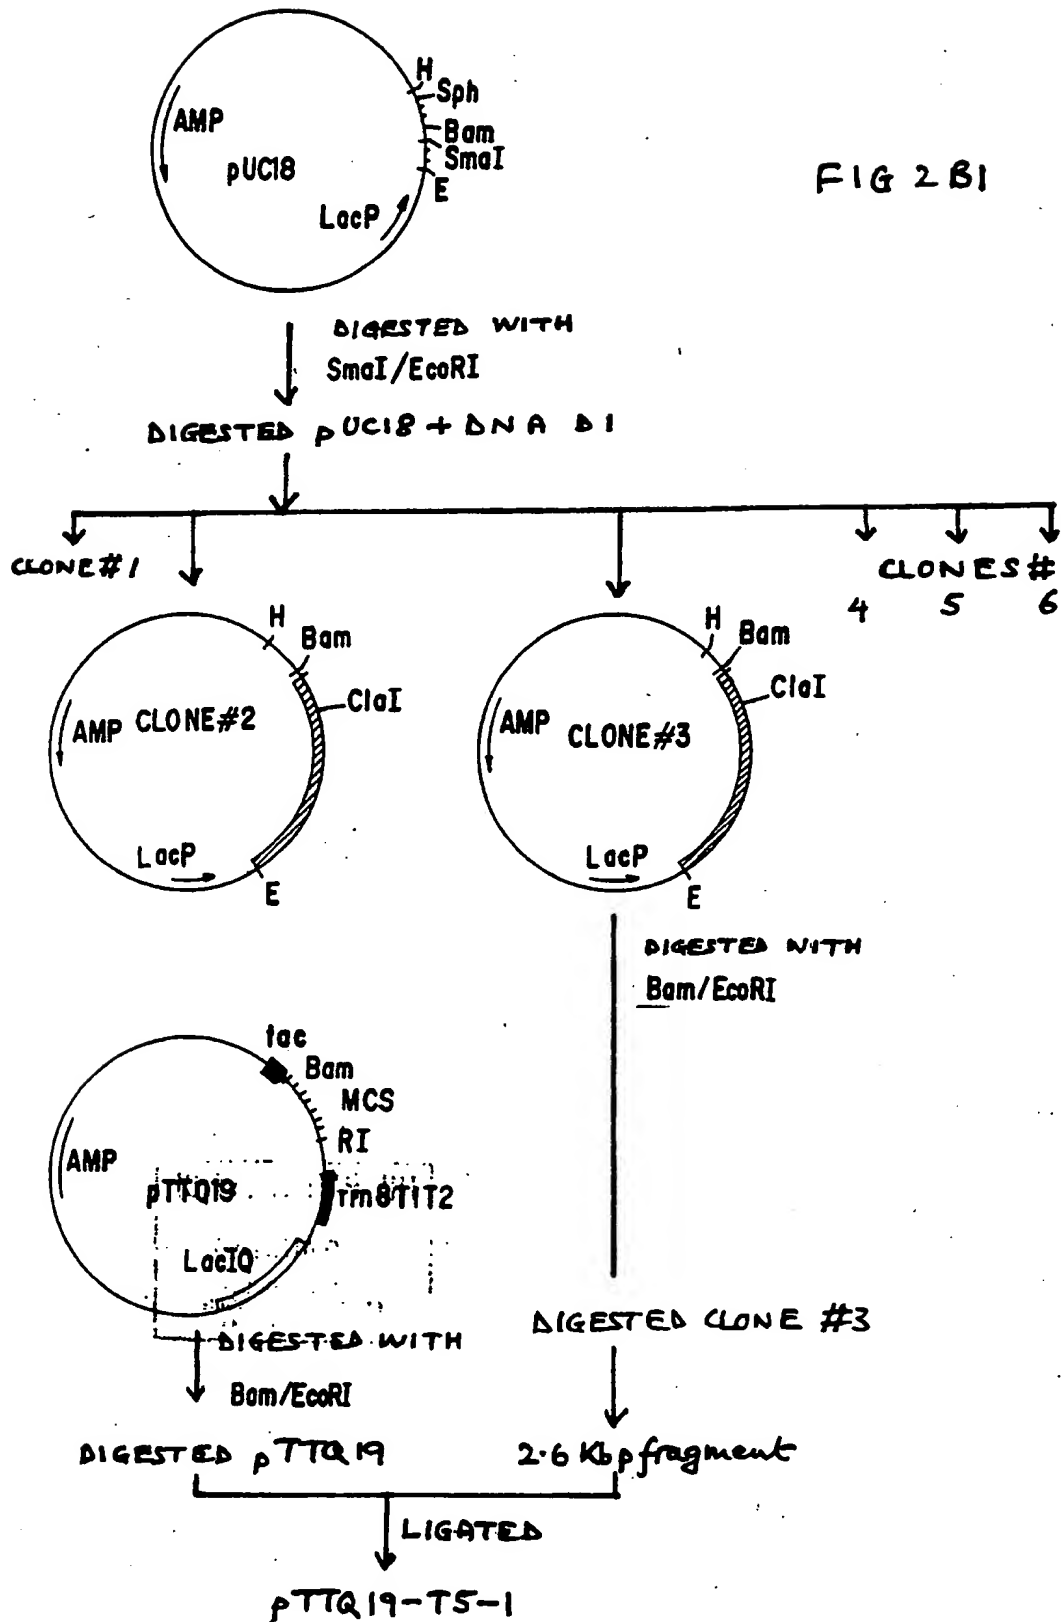 H
Sph
AMP
Bam
SmaI
pUC18
E
LacP
FIG 2B1
DIGESTED WITH
SmaI/EcoRI
DIGESTED pUC18 + DNA D1
CLONE #1
CLONES #
4 5 6
H
Bam
ClaI
AMP CLONE#2
LacP
E
H
Bam
ClaI
AMP
CLONE#3
LacP
E
DIGESTED WITH
Bam/EcoRI
tac
Bam
MCS
RI
AMP
pTTQ19
rrnBT1T2
LacIQ
DIGESTED WITH
Bam/EcoRI
DIGESTED CLONE #3
DIGESTED pTTQ19
2.6 Kbp fragment
LIGATED
pTTQ19-T5-1